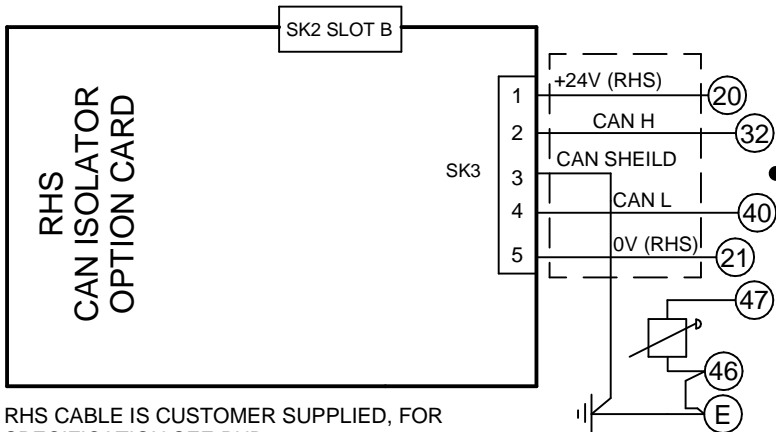 SK2 SLOT B
RHS
CAN ISOLATOR
OPTION CARD
SK3
1
+24V (RHS)
20
2
CAN H
32
3
CAN SHEILD
4
CAN L
40
5
0V (RHS)
21
47
46
E
RHS CABLE IS CUSTOMER SUPPLIED, FOR